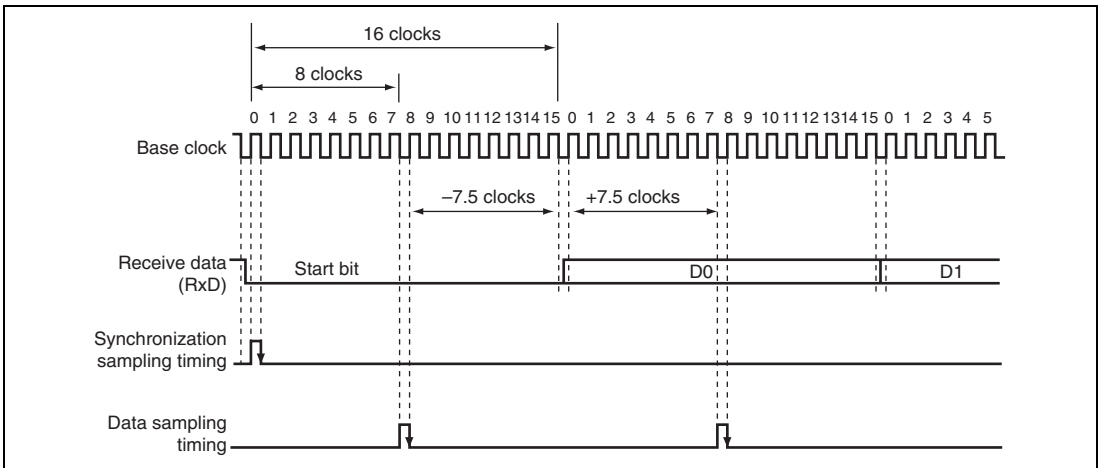 16 clocks
8 clocks
0 1 2 3 4 5 6 7 8 9 10 11 12 13 14 15 0 1 2 3 4 5 6 7 8 9 10 11 12 13 14 15 0 1 2 3 4 5
Base clock
–7.5 clocks +7.5 clocks
Receive data
(RxD)
Start bit D0 D1
Synchronization
sampling timing
Data sampling
timing